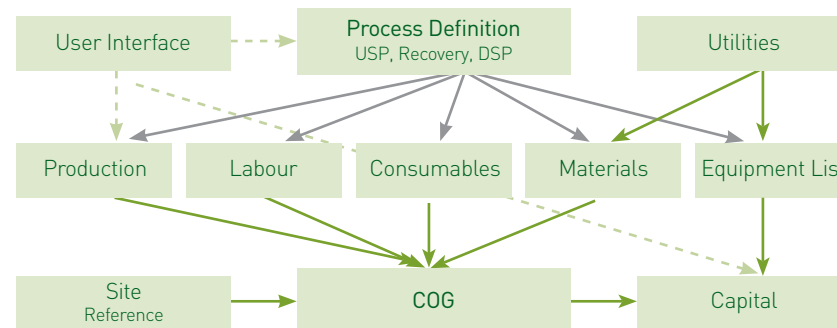 User Interface
Process Definition
USP, Recovery, DSP
Utilities
Production
Labour
Consumables
Materials
Equipment Lis
Site
Reference
COG
Capital